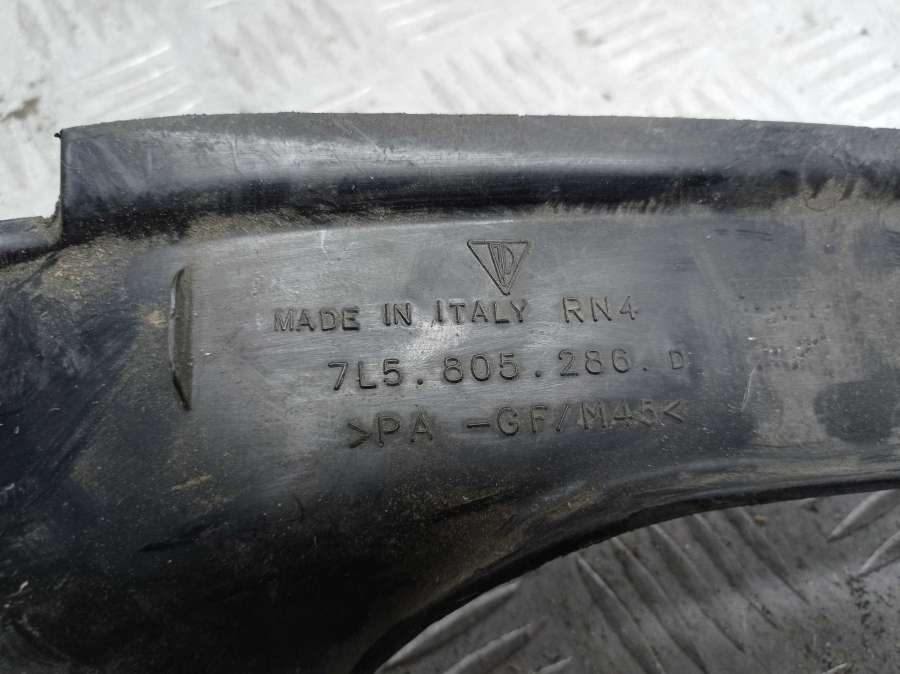 MADE IN ITALY RN4
7L5.805.286.D
>PA -GF/M45<